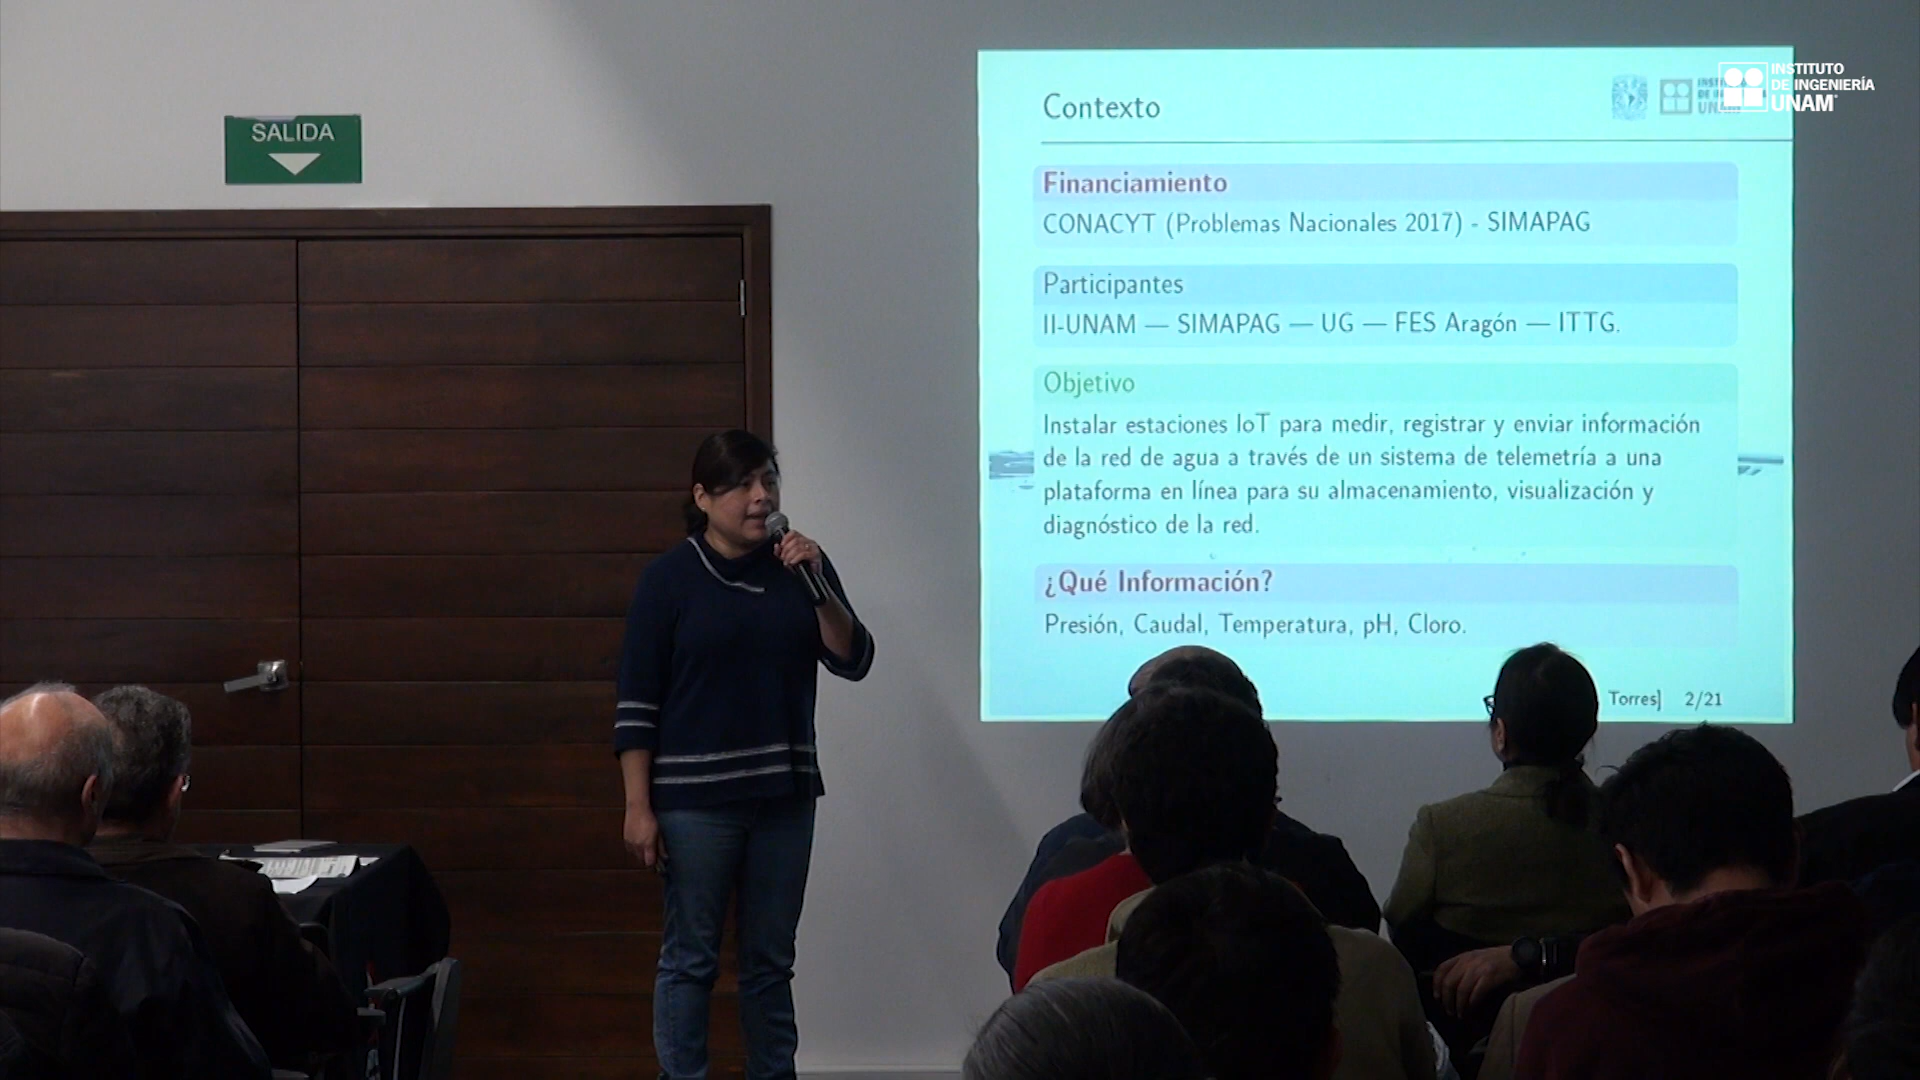 SALIDA
INSTITUTO
DE INGENIERÍA
UNAM
Contexto
Financiamiento
CONACYT (Problemas Nacionales 2017) - SIMAPAG
Participantes
II-UNAM — SIMAPAG — UG — FES Aragón — ITTG.
Objetivo
Instalar estaciones IoT para medir, registrar y enviar información
de la red de agua a través de un sistema de telemetría a una
plataforma en línea para su almacenamiento, visualización y
diagnóstico de la red.
¿Qué Información?
Presión, Caudal, Temperatura, pH, Cloro.
Torres] 2/21